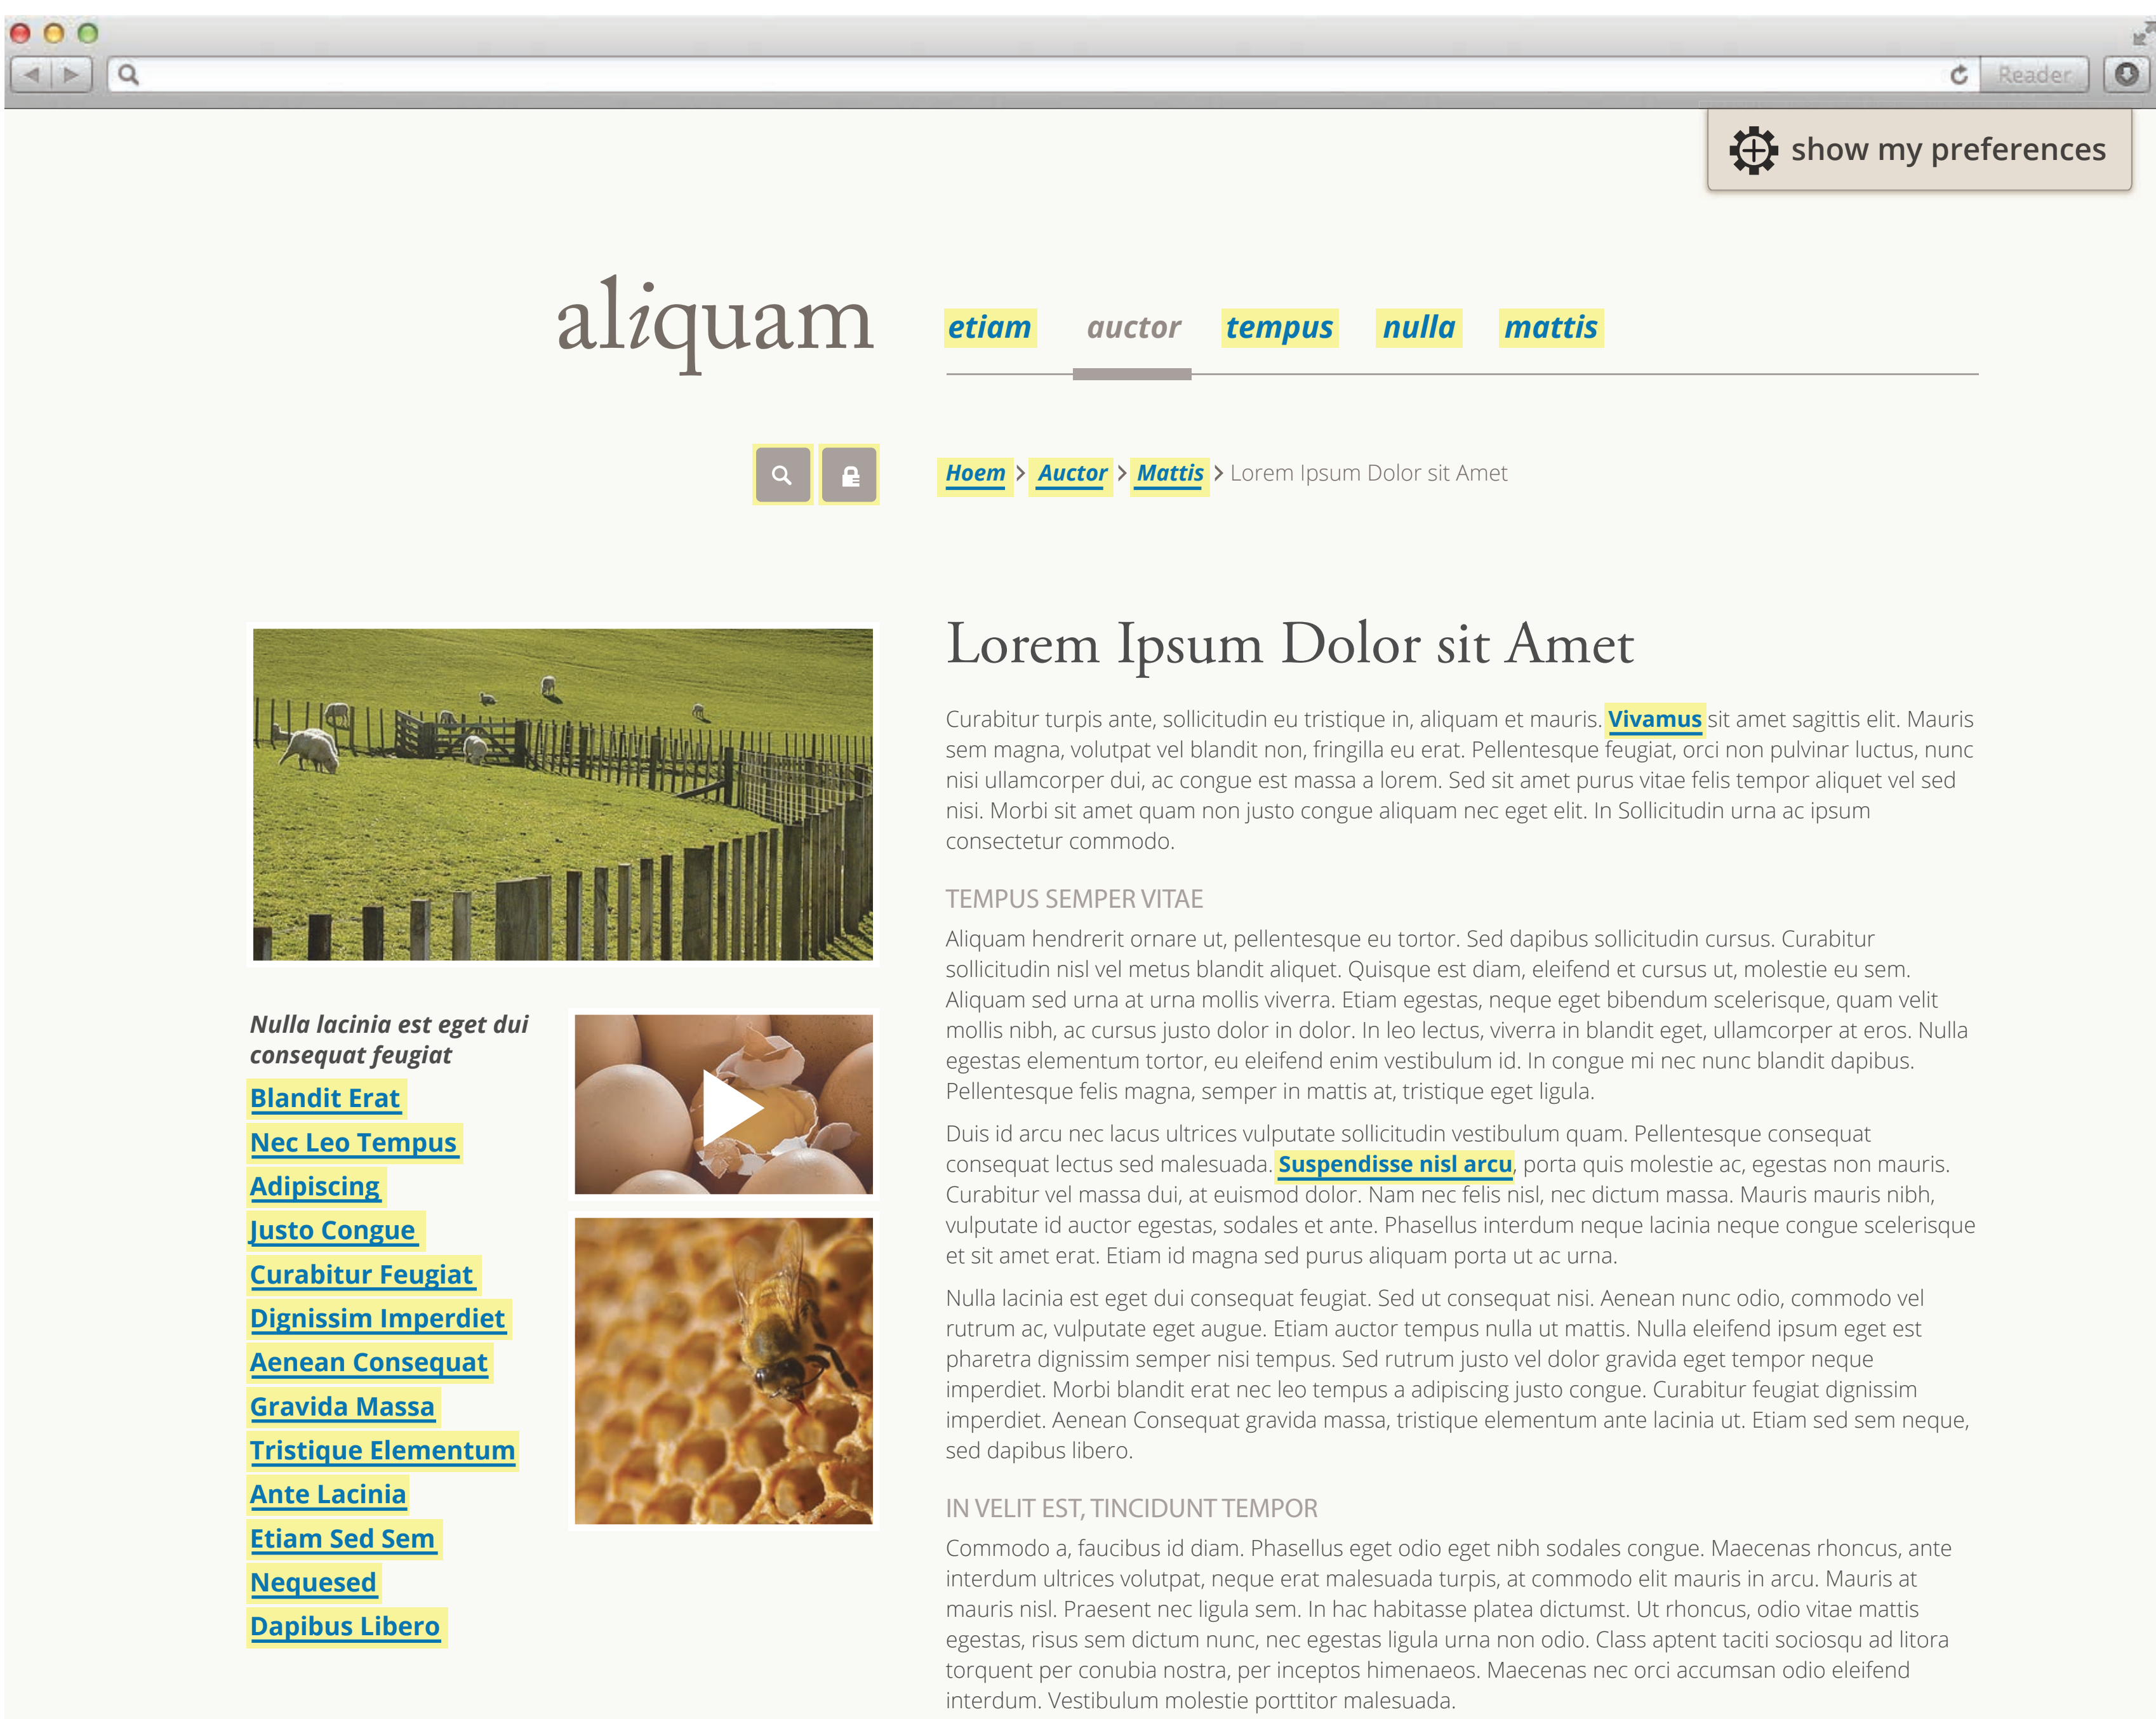 Reader
show my preferences
aliquam
etiam auctor tempus nulla mattis
Hoem > Auctor > Mattis > Lorem Ipsum Dolor sit Amet
Nulla lacinia est eget dui
consequat feugiat
Blandit Erat
Nec Leo Tempus
Adipiscing
Justo Congue
Curabitur Feugiat
Dignissim Imperdiet
Aenean Consequat
Gravida Massa
Tristique Elementum
Ante Lacinia
Etiam Sed Sem
Nequesed
Dapibus Libero
Lorem Ipsum Dolor sit Amet
Curabitur turpis ante, sollicitudin eu tristique in, aliquam et mauris. Vivamus sit amet sagittis elit. Mauris
sem magna, volutpat vel blandit non, fringilla eu erat. Pellentesque feugiat, orci non pulvinar luctus, nunc
nisi ullamcorper dui, ac congue est massa a lorem. Sed sit amet purus vitae felis tempor aliquet vel sed
nisi. Morbi sit amet quam non justo congue aliquam nec eget elit. In Sollicitudin urna ac ipsum
consectetur commodo.
TEMPUS SEMPER VITAE
Aliquam hendrerit ornare ut, pellentesque eu tortor. Sed dapibus sollicitudin cursus. Curabitur
sollicitudin nisl vel metus blandit aliquet. Quisque est diam, eleifend et cursus ut, molestie eu sem.
Aliquam sed urna at urna mollis viverra. Etiam egestas, neque eget bibendum scelerisque, quam velit
mollis nibh, ac cursus justo dolor in dolor. In leo lectus, viverra in blandit eget, ullamcorper at eros. Nulla
egestas elementum tortor, eu eleifend enim vestibulum id. In congue mi nec nunc blandit dapibus.
Pellentesque felis magna, semper in mattis at, tristique eget ligula.
Duis id arcu nec lacus ultrices vulputate sollicitudin vestibulum quam. Pellentesque consequat
consequat lectus sed malesuada. Suspendisse nisl arcu, porta quis molestie ac, egestas non mauris.
Curabitur vel massa dui, at euismod dolor. Nam nec felis nisl, nec dictum massa. Mauris mauris nibh,
vulputate id auctor egestas, sodales et ante. Phasellus interdum neque lacinia neque congue scelerisque
et sit amet erat. Etiam id magna sed purus aliquam porta ut ac urna.
Nulla lacinia est eget dui consequat feugiat. Sed ut consequat nisi. Aenean nunc odio, commodo vel
rutrum ac, vulputate eget augue. Etiam auctor tempus nulla ut mattis. Nulla eleifend ipsum eget est
pharetra dignissim semper nisi tempus. Sed rutrum justo vel dolor gravida eget tempor neque
imperdiet. Morbi blandit erat nec leo tempus a adipiscing justo congue. Curabitur feugiat dignissim
imperdiet. Aenean Consequat gravida massa, tristique elementum ante lacinia ut. Etiam sed sem neque,
sed dapibus libero.
IN VELIT EST, TINCIDUNT TEMPOR
Commodo a, faucibus id diam. Phasellus eget odio eget nibh sodales congue. Maecenas rhoncus, ante
interdum ultrices volutpat, neque erat malesuada turpis, at commodo elit mauris in arcu. Mauris at
mauris nisl. Praesent nec ligula sem. In hac habitasse platea dictumst. Ut rhoncus, odio vitae mattis
egestas, risus sem dictum nunc, nec egestas ligula urna non odio. Class aptent taciti sociosqu ad litora
torquent per conubia nostra, per inceptos himenaeos. Maecenas nec orci accumsan odio eleifend
interdum. Vestibulum molestie porttitor malesuada.